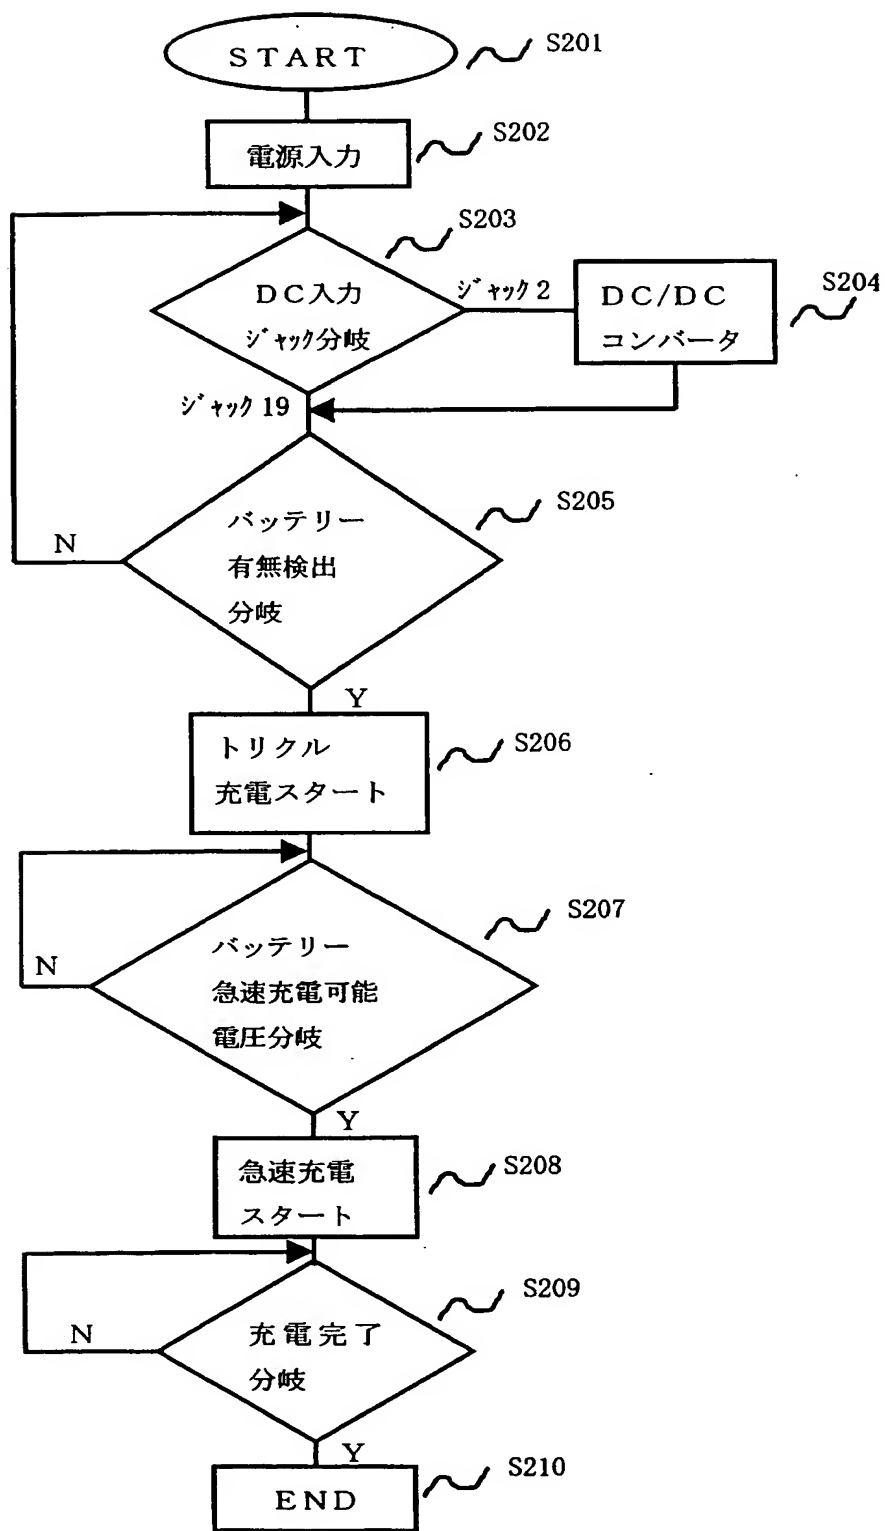 START
S201
電源入力
S202
S203
DC入力
ジャック分岐
ジャック2
DC/DC
コンバータ
S204
ジャック19
バッテリー
有無検出
分岐
S205
N
Y
トリクル
充電スタート
S206
バッテリー
急速充電可能
電圧分岐
S207
N
Y
急速充電
スタート
S208
充電完了
分岐
S209
N
Y
END
S210